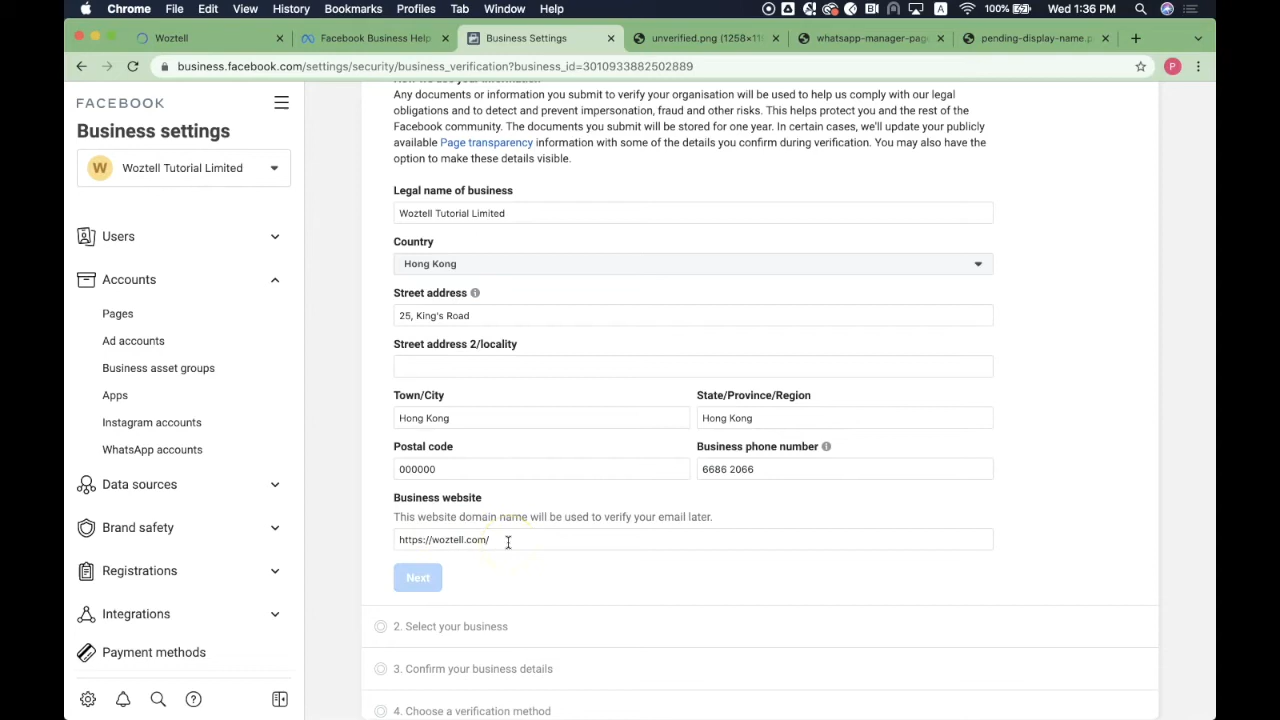 Chrome File Edit View History Bookmarks Profiles Tab Window Help 100% Wed 1:36 PM
Woztell Facebook Business Help Business Settings unverified.png (1258×11 whatsapp-manager-page pending-display-name.p
business.facebook.com/settings/security/business_verification?business_id=3010933882502889 P
FACEBOOK
Business settings
W Woztell Tutorial Limited
Users
Accounts
Pages
Ad accounts
Business asset groups
Apps
Instagram accounts
WhatsApp accounts
Data sources
Brand safety
Registrations
Integrations
Payment methods
Any documents or information you submit to verify your organisation will be used to help us comply with our legal
obligations and to detect and prevent impersonation, fraud and other risks. This helps protect you and the rest of the
Facebook community. The documents you submit will be stored for one year. In certain cases, we'll update your publicly
available Page transparency information with some of the details you confirm during verification. You may also have the
option to make these details visible.
Legal name of business
Woztell Tutorial Limited
Country
Hong Kong
Street address
25, King's Road
Street address 2/locality
Town/City State/Province/Region
Hong Kong Hong Kong
Postal code Business phone number
000000 6686 2066
Business website
This website domain name will be used to verify your email later.
https://woztell.com/
Next
2. Select your business
3. Confirm your business details
4. Choose a verification method